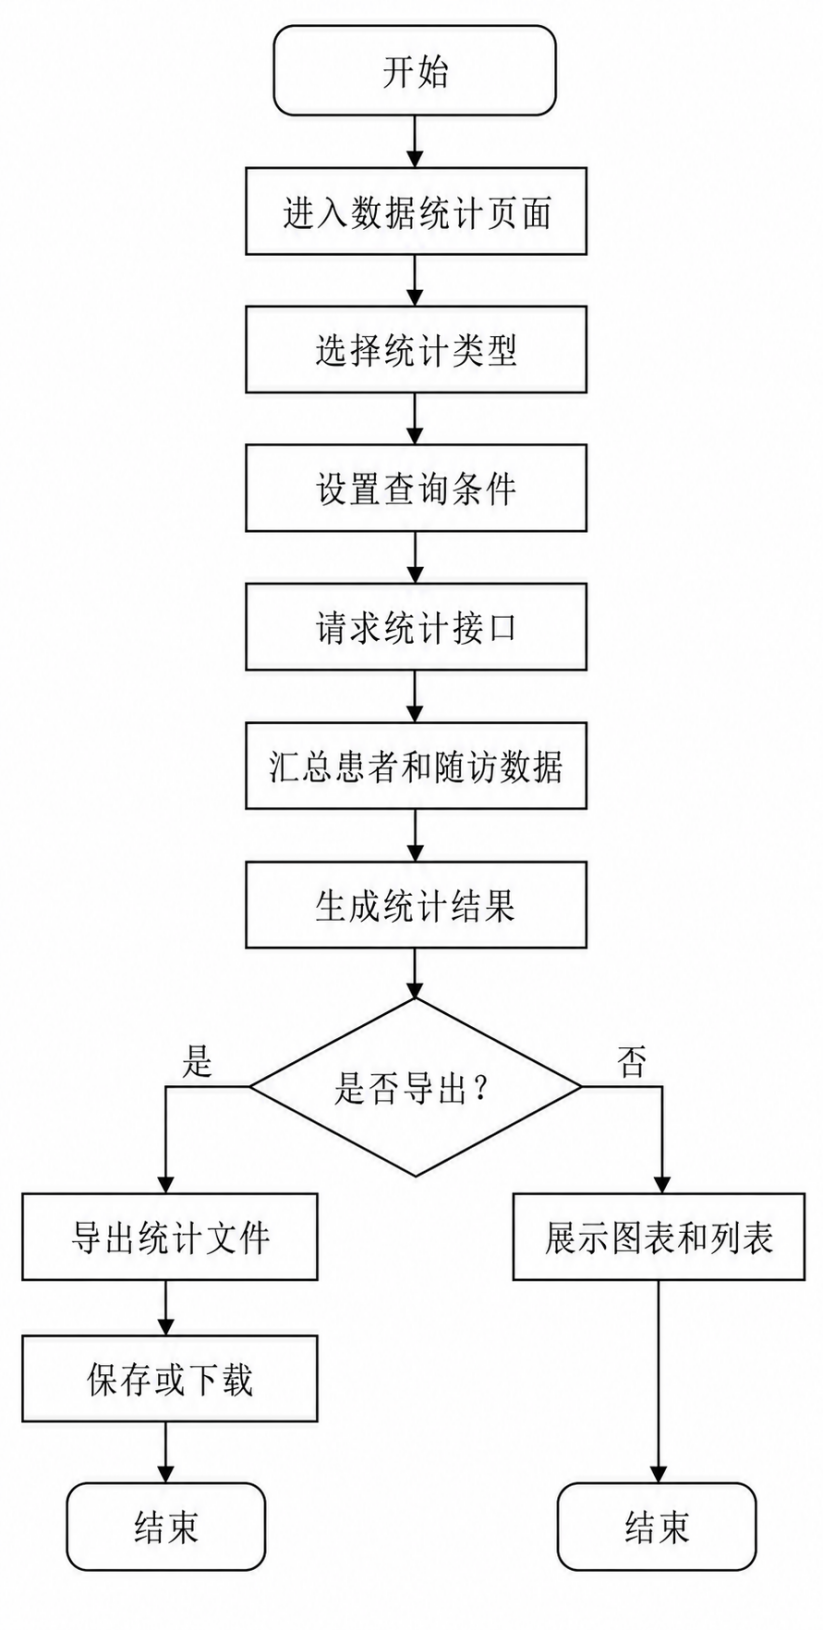 开始
进入数据统计页面
选择统计类型
设置查询条件
请求统计接口
汇总患者和随访数据
生成统计结果
是否导出？
是
否
导出统计文件
展示图表和列表
保存或下载
结束
结束